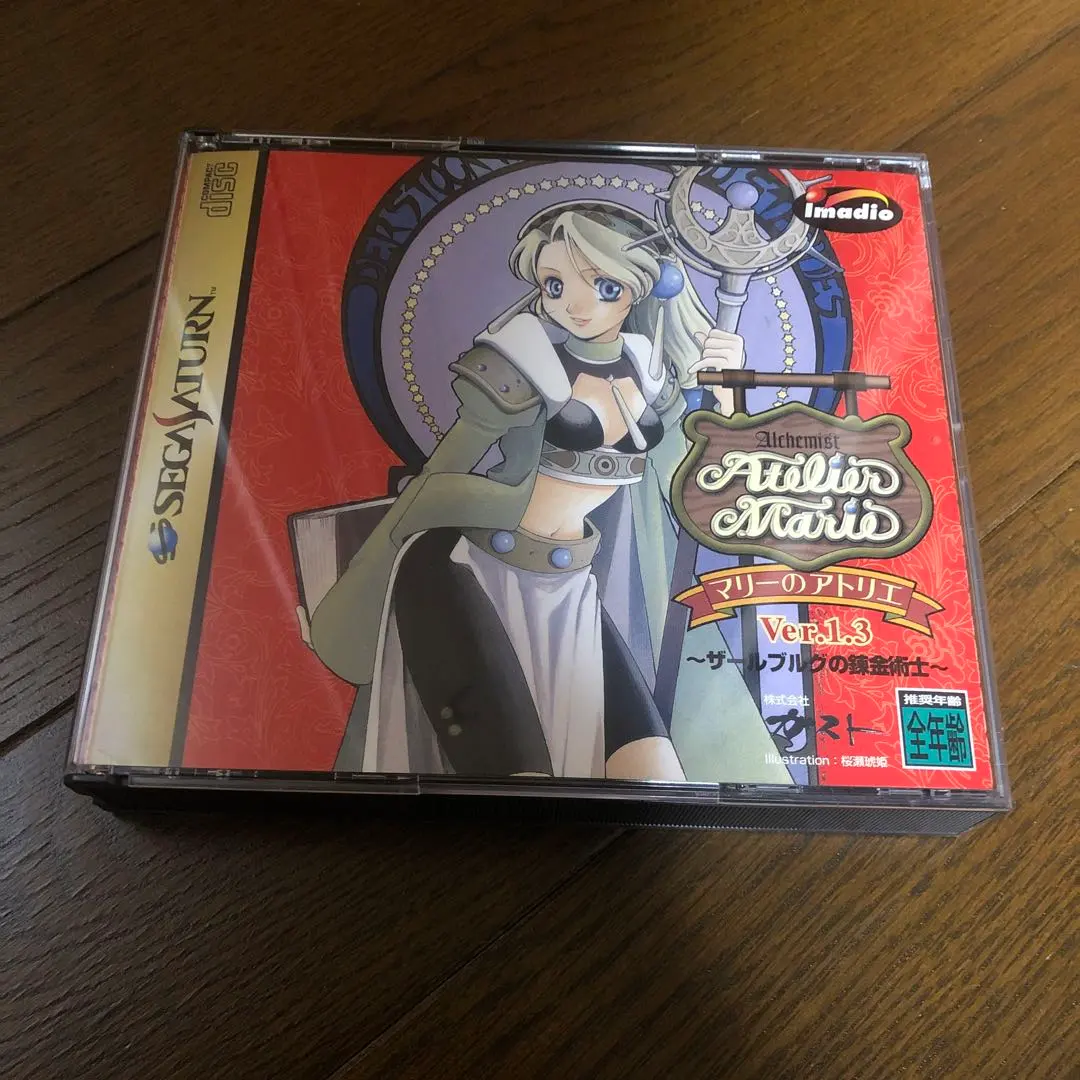 COMPACT
DISC
SEGA SATURN™
Imadio
Alchemist
Atelier
Marie
マリーのアトリエ
Ver.1.3
～ザールブルグの錬金術士～
株式会社
ガスト
Illustration：桜瀬琥姫
推奨年齢
全年齢